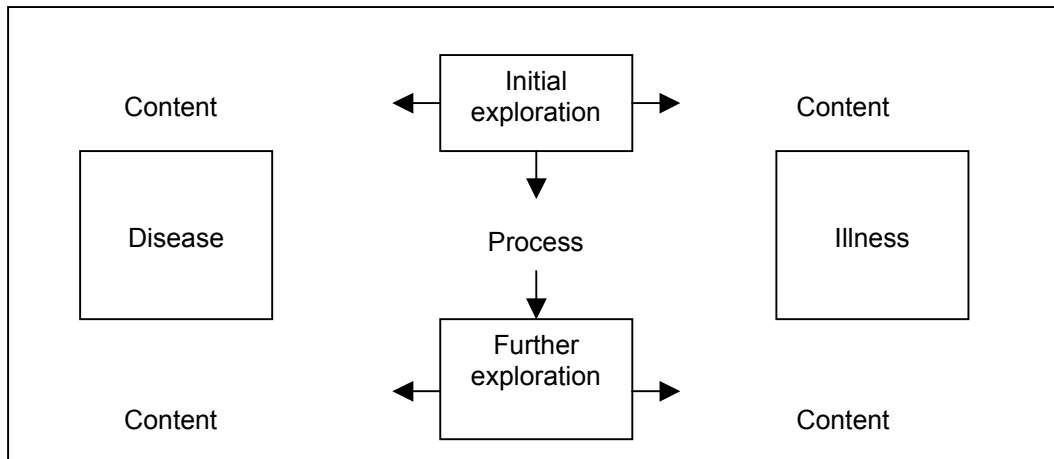 Initial
exploration
Content
Content
Disease
Process
Illness
Further
exploration
Content
Content